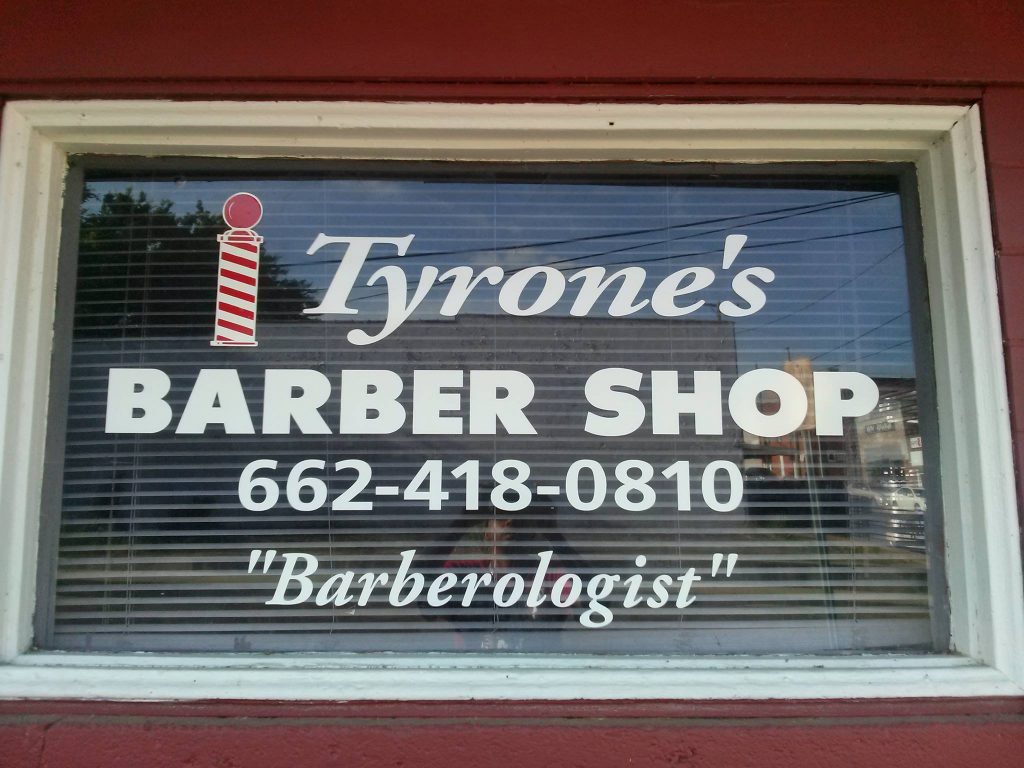 Tyrone's
BARBER SHOP
662-418-0810
"Barberologist"